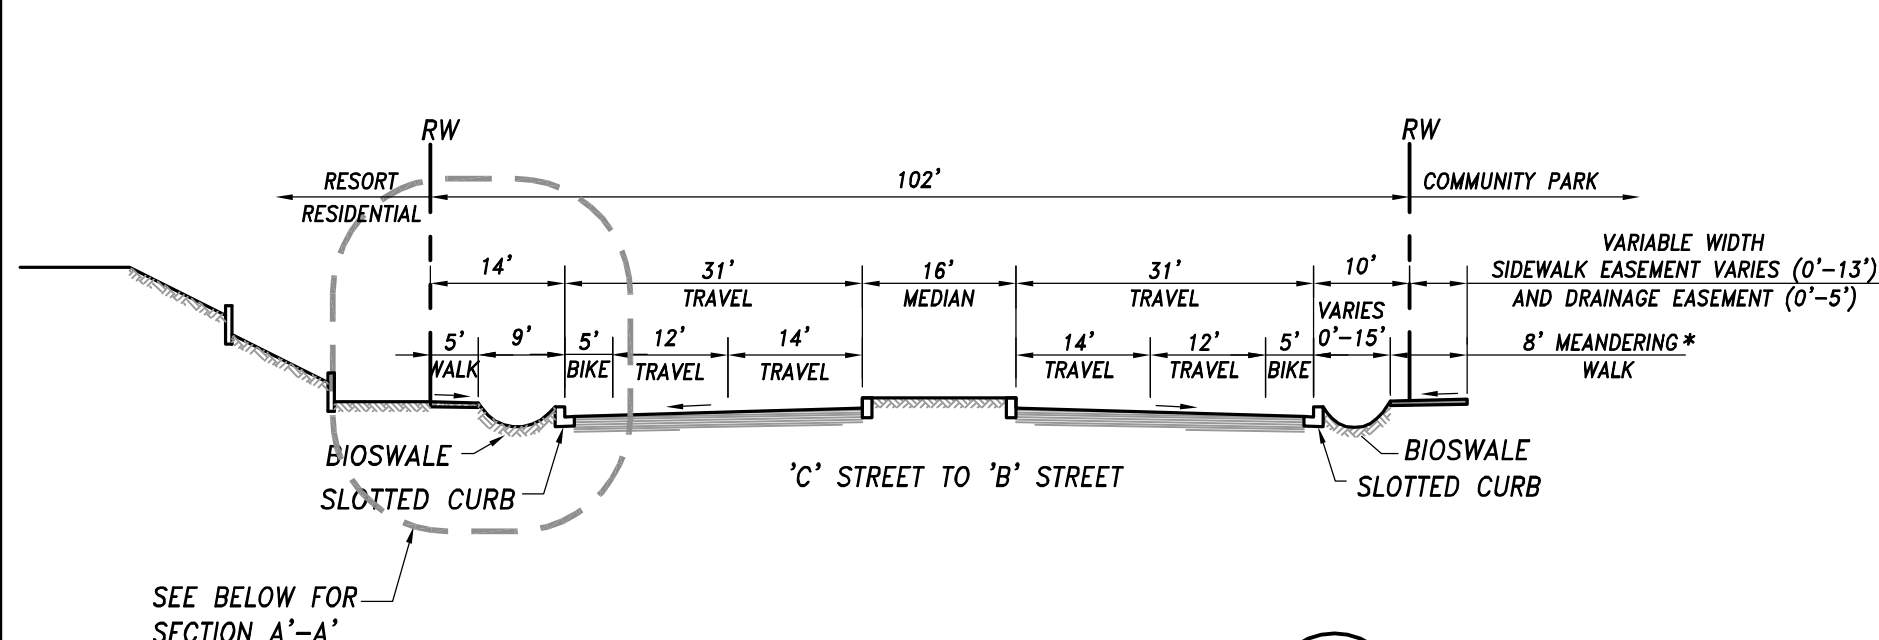 RW
RW
RESORT
RESIDENTIAL
102'
COMMUNITY PARK
VARIABLE WIDTH
SIDEWALK EASEMENT VARIES (0'-13')
AND DRAINAGE EASEMENT (0'-5')
14'
31'
TRAVEL
16'
MEDIAN
31'
TRAVEL
10'
VARIES
0'-15'
5'
WALK
9'
5'
BIKE
12'
TRAVEL
14'
TRAVEL
14'
TRAVEL
12'
TRAVEL
5'
BIKE
8' MEANDERING*
WALK
BIOSWALE
SLOTTED CURB
'C' STREET TO 'B' STREET
BIOSWALE
SLOTTED CURB
SEE BELOW FOR
SECTION A'-A'